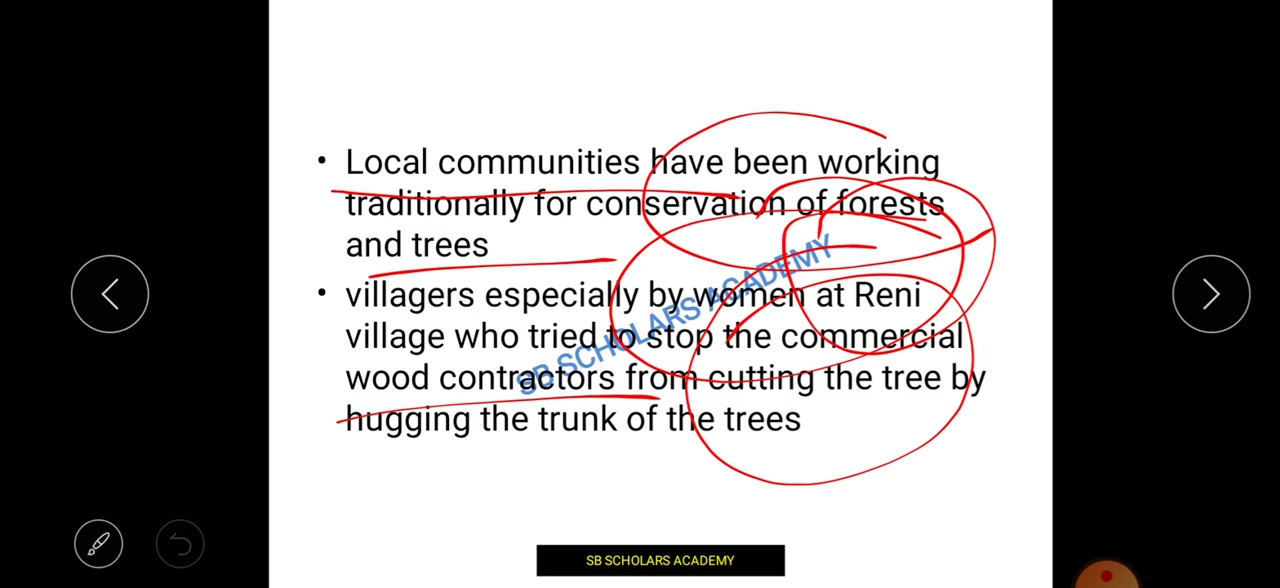 • Local communities have been working
traditionally for conservation of forests
and trees
• villagers especially by women at Reni
village who tried to stop the commercial
wood contractors from cutting the tree by
hugging the trunk of the trees
SB SCHOLARS ACADEMY
SB SCHOLARS ACADEMY